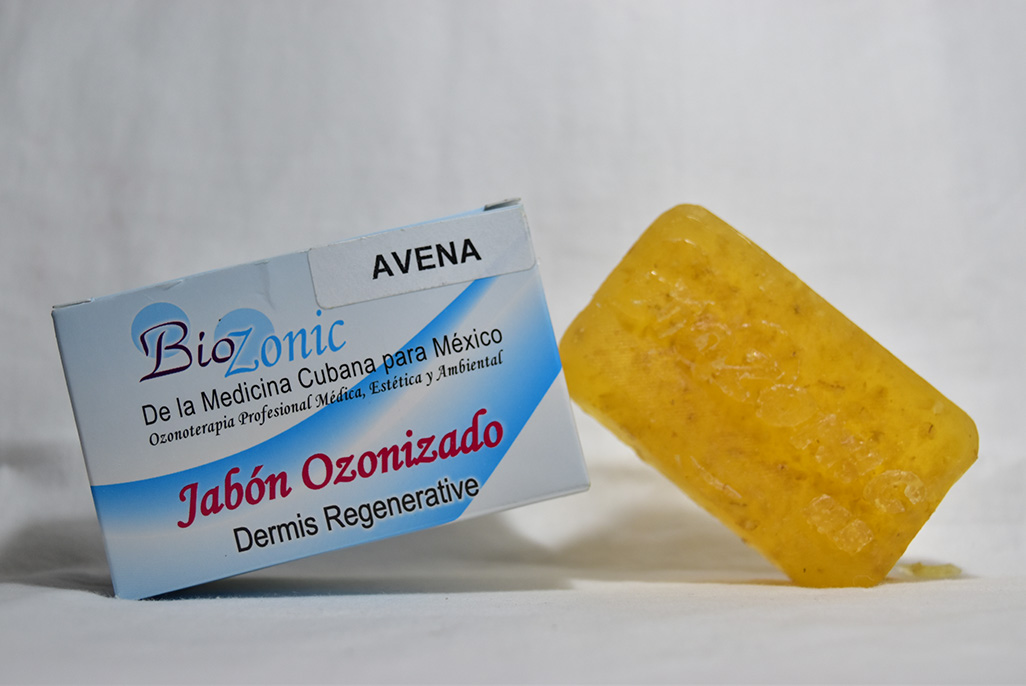 AVENA
BioZonic
De la Medicina Cubana para México
Ozonoterapia Profesional Médica, Estética y Ambiental
Jabón Ozonizado
Dermis Regenerative